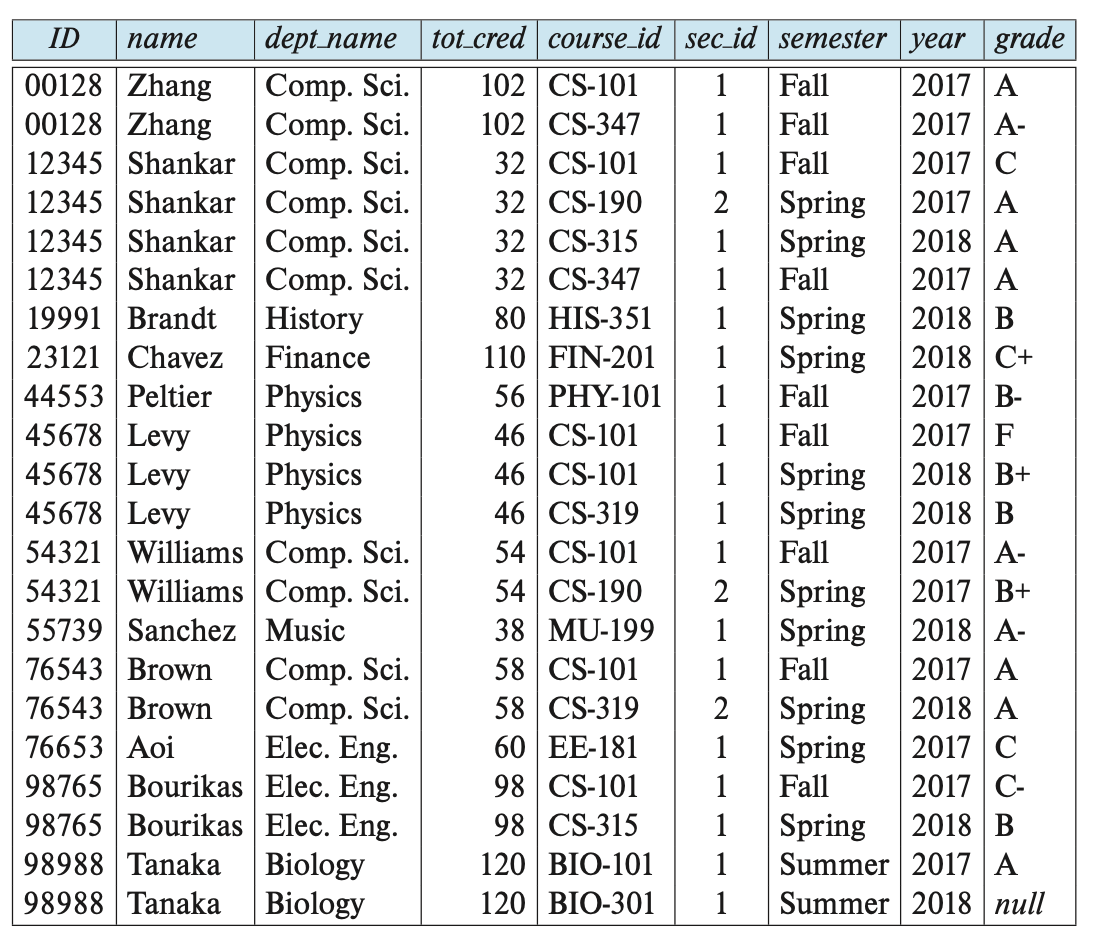 ID name dept_name tot_cred course_id sec_id semester year grade
00128 Zhang Comp. Sci. 102 CS-101 1 Fall 2017 A
00128 Zhang Comp. Sci. 102 CS-347 1 Fall 2017 A-
12345 Shankar Comp. Sci. 32 CS-101 1 Fall 2017 C
12345 Shankar Comp. Sci. 32 CS-190 2 Spring 2017 A
12345 Shankar Comp. Sci. 32 CS-315 1 Spring 2018 A
12345 Shankar Comp. Sci. 32 CS-347 1 Fall 2017 A
19991 Brandt History 80 HIS-351 1 Spring 2018 B
23121 Chavez Finance 110 FIN-201 1 Spring 2018 C+
44553 Peltier Physics 56 PHY-101 1 Fall 2017 B-
45678 Levy Physics 46 CS-101 1 Fall 2017 F
45678 Levy Physics 46 CS-101 1 Spring 2018 B+
45678 Levy Physics 46 CS-319 1 Spring 2018 B
54321 Williams Comp. Sci. 54 CS-101 1 Fall 2017 A-
54321 Williams Comp. Sci. 54 CS-190 2 Spring 2017 B+
55739 Sanchez Music 38 MU-199 1 Spring 2018 A-
76543 Brown Comp. Sci. 58 CS-101 1 Fall 2017 A
76543 Brown Comp. Sci. 58 CS-319 2 Spring 2018 A
76653 Aoi Elec. Eng. 60 EE-181 1 Spring 2017 C
98765 Bourikas Elec. Eng. 98 CS-101 1 Fall 2017 C-
98765 Bourikas Elec. Eng. 98 CS-315 1 Spring 2018 B
98988 Tanaka Biology 120 BIO-101 1 Summer 2017 A
98988 Tanaka Biology 120 BIO-301 1 Summer 2018 null